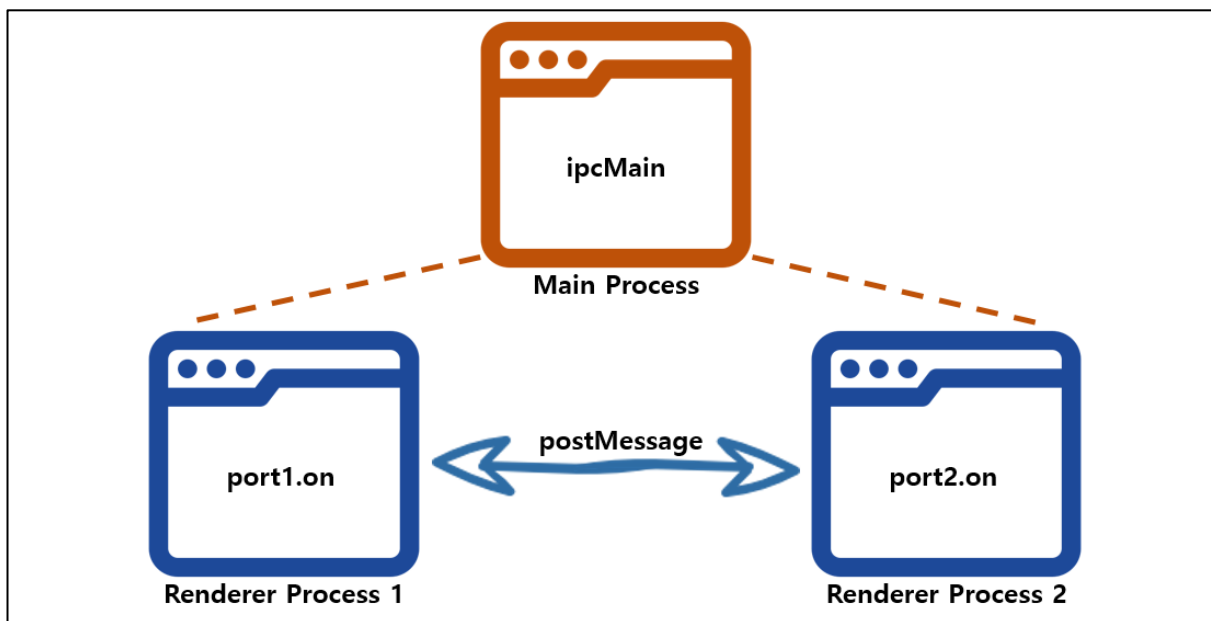 ipcMain
Main Process
postMessage
port1.on
port2.on
Renderer Process 1
Renderer Process 2